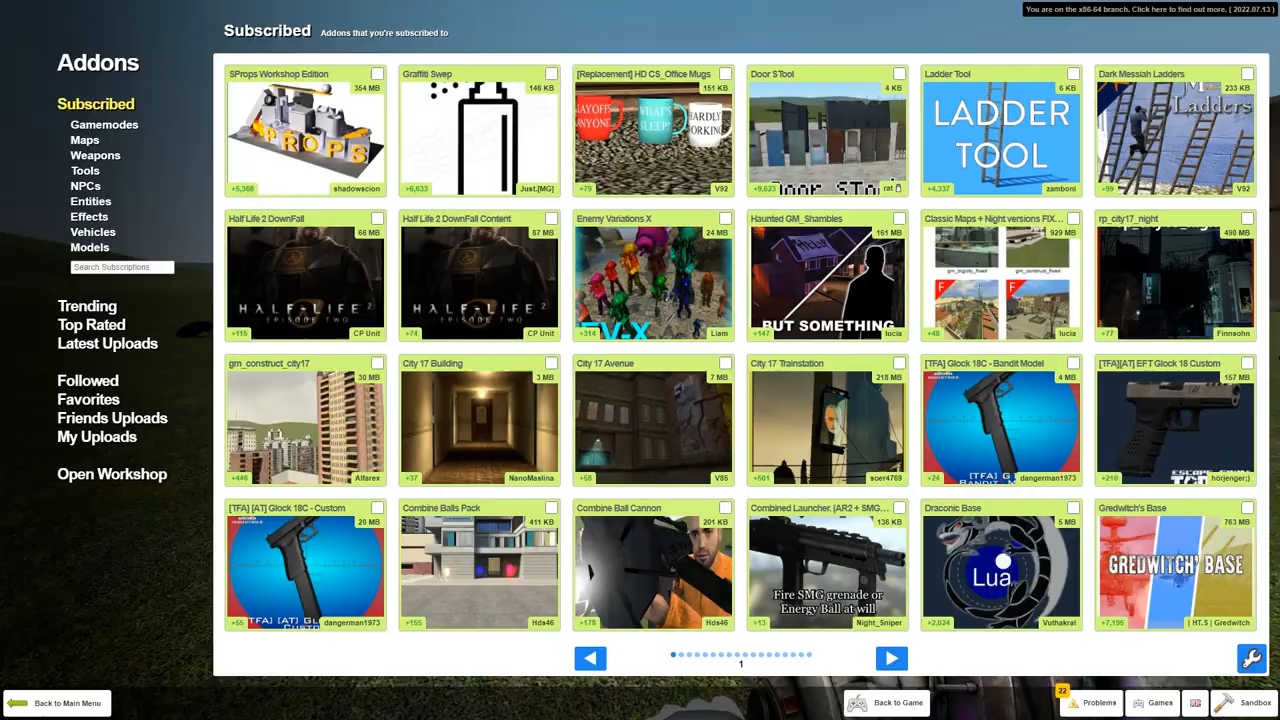 You are on the x86-64 branch. Click here to find out more. ( 2022.07.13 )
Subscribed Addons that you're subscribed to
Addons
Subscribed
Gamemodes
Maps
Weapons
Tools
NPCs
Entities
Effects
Vehicles
Models
Search Subscriptions
Trending
Top Rated
Latest Uploads
Followed
Favorites
Friends Uploads
My Uploads
Open Workshop
SProps Workshop Edition
354 MB
PROPS
+5,368 shadowscion
Graffiti Swep
146 KB
+6,633 Just.[MG]
[Replacement] HD CS_Office Mugs
151 KB
LAYOFFS ANYONE
WHAT'S SLEEP?
HARDLY WORKING
+79 V92
Door STool
4 KB
Door STool
+9,623 rat
Ladder Tool
6 KB
LADDER
TOOL
+4,337 zamboni
Dark Messiah Ladders
233 KB
Ladders
+99 V92
Half Life 2 DownFall
66 MB
HALF-LIFE 2
EPISODE TWO
+115 CP Unit
Half Life 2 DownFall Content
87 MB
HALF-LIFE 2
EPISODE TWO
+74 CP Unit
Enemy Variations X
24 MB
EV-X
+314 Liam
Haunted GM_Shambles
161 MB
HELLO
BUT SOMETHING
+147 lucia
Classic Maps + Night versions FIX...
929 MB
gm_bigcity_fixed
gm_construct_fixed
F
F
+48 lucia
rp_city17_night
490 MB
+77 Finnsohn
gm_construct_city17
30 MB
+446 Alfarex
City 17 Building
3 MB
+37 NanoMaslina
City 17 Avenue
7 MB
+58 V85
City 17 Trainstation
218 MB
+501 soer4769
[TFA] Glock 18C - Bandit Model
4 MB
INDUSTRIES
+24 dangerman1973
[TFA][AT] EFT Glock 18 Custom
157 MB
+210 hörjenger;)
[TFA] [AT] Glock 18C - Custom
20 MB
INDUSTRIES
+55 dangerman1973
Combine Balls Pack
411 KB
+155 Hds46
Combine Ball Cannon
201 KB
+178 Hds46
Combined Launcher. (AR2 + SMG...
136 KB
Fire SMG grenade or
Energy Ball at will
+13 Night_Sniper
Draconic Base
5 MB
Lua
+2,024 Vuthakral
Gredwitch's Base
763 MB
GREDWITCH' BASE
+7,195 | HT.S | Gredwitch
1
Back to Main Menu
Back to Game
22
Problems
Games
Sandbox